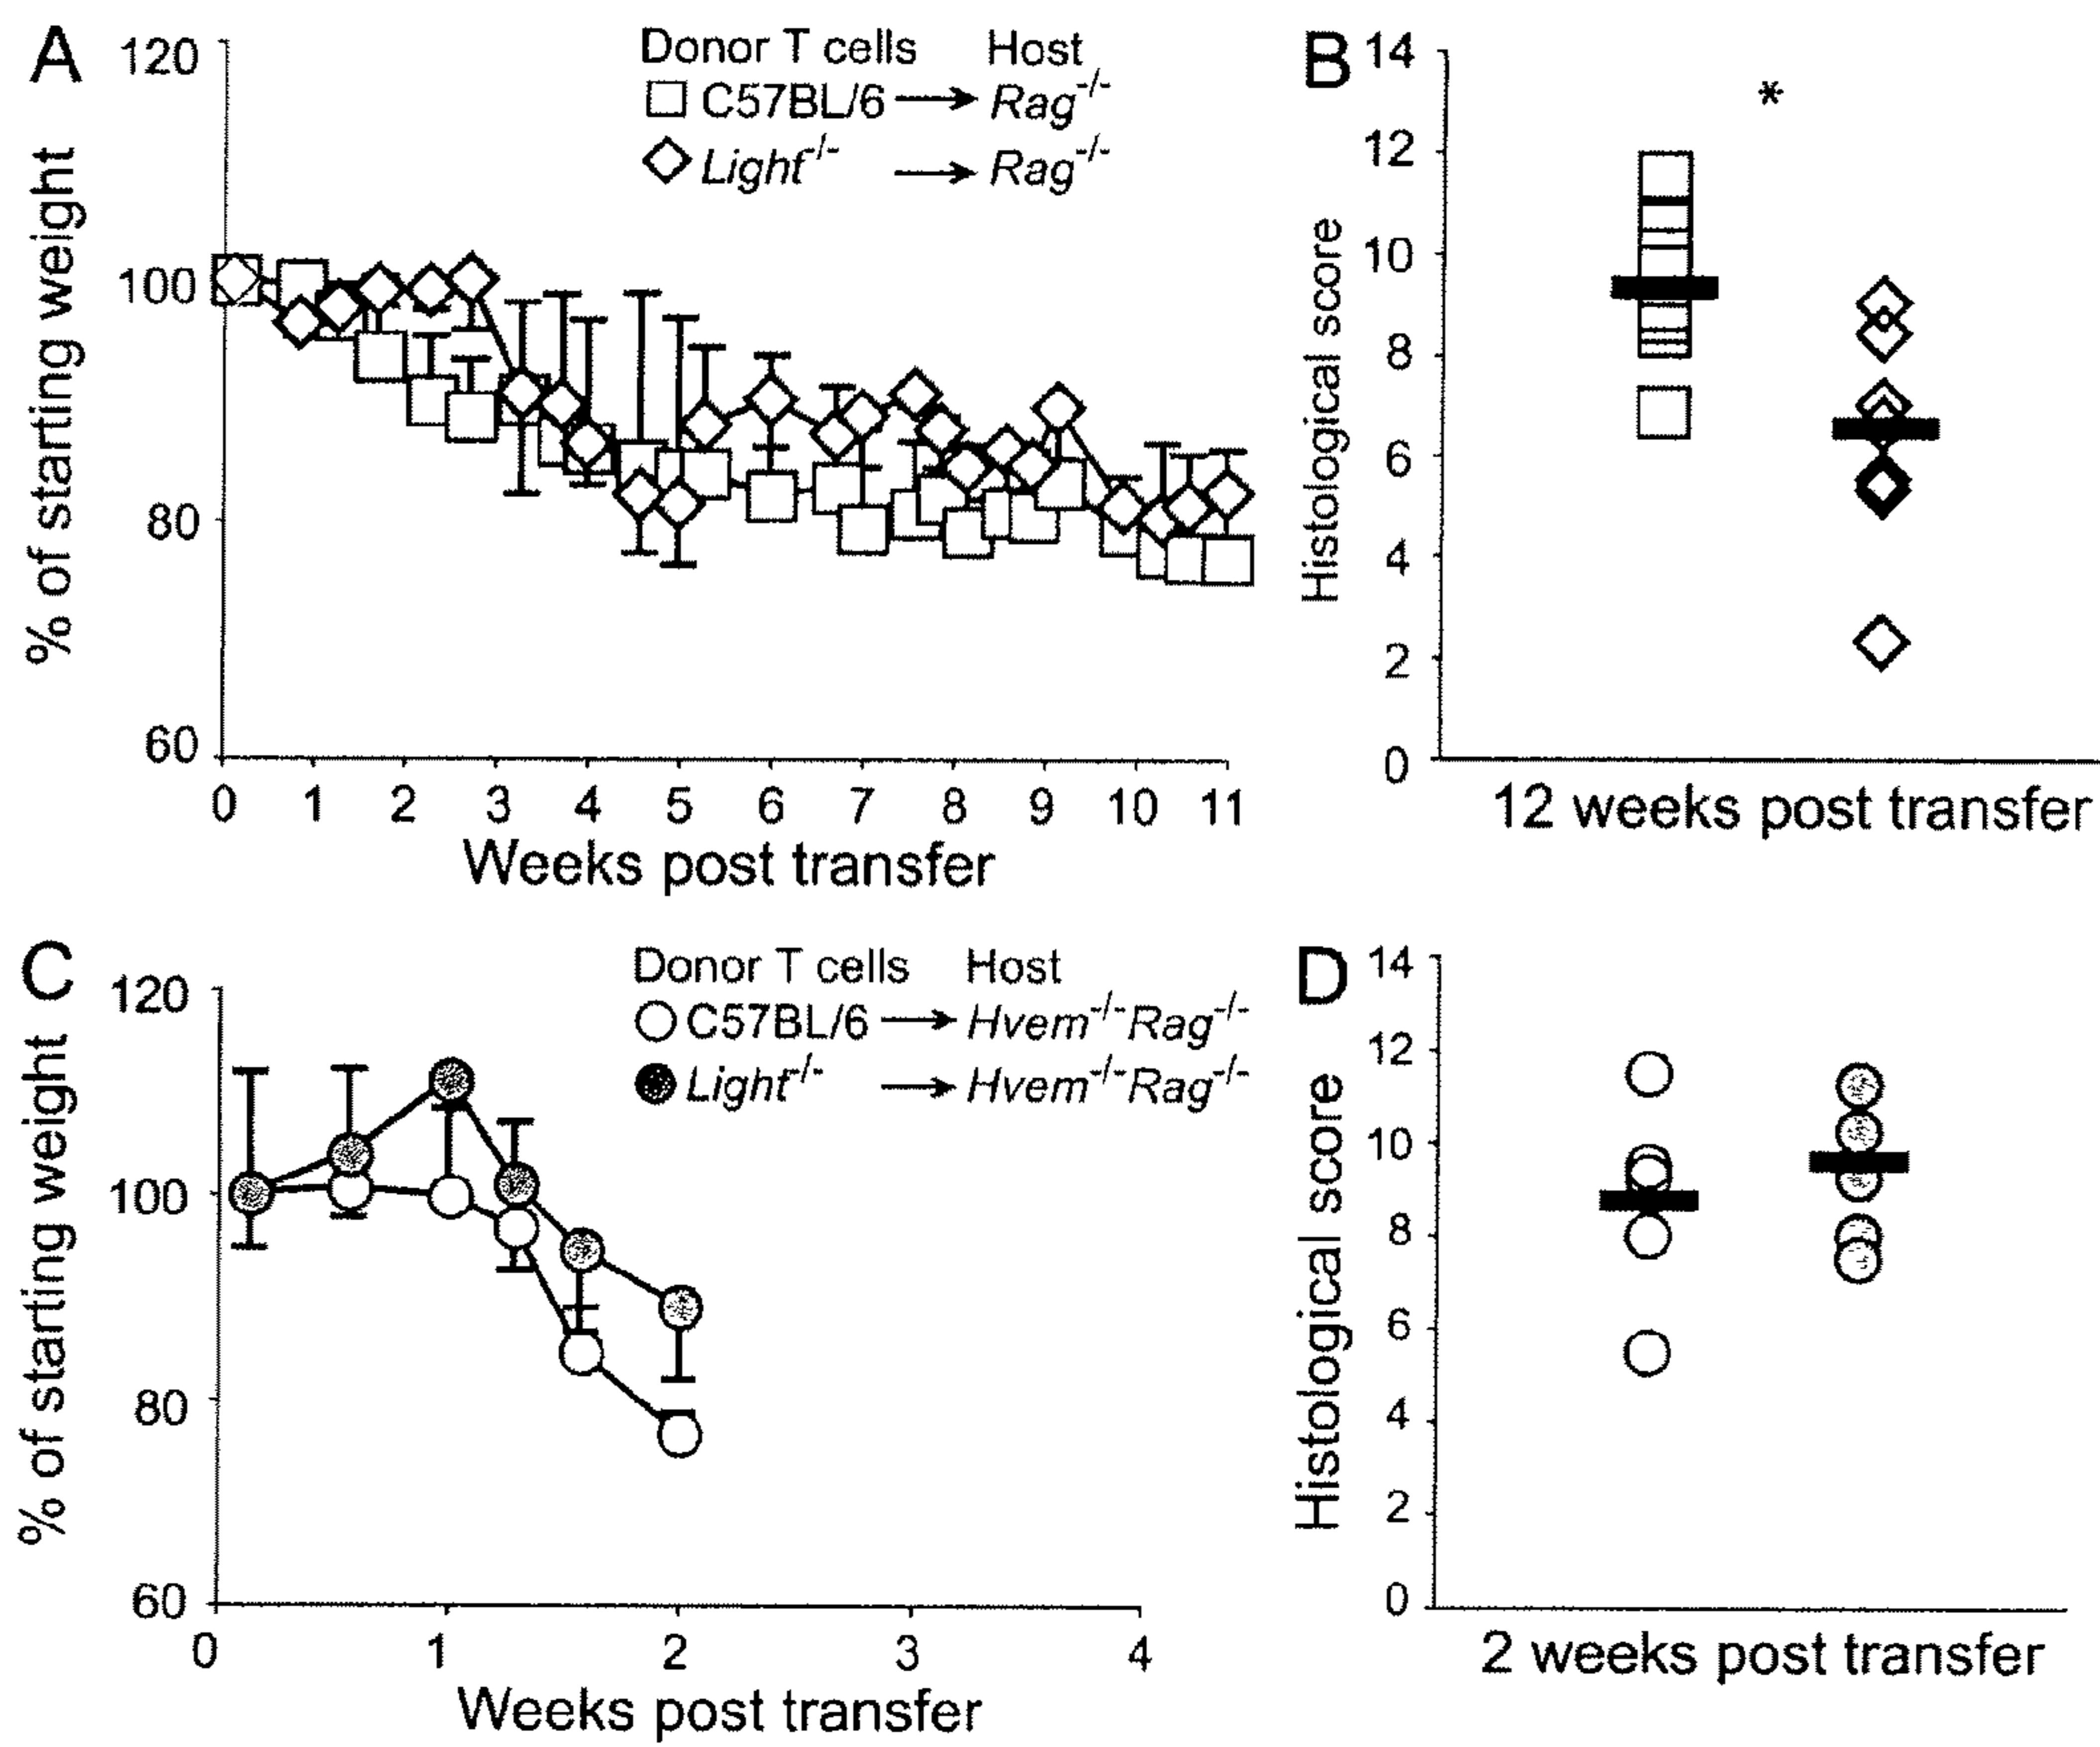 A
120
100
80
60
% of starting weight
Donor T cells Host
C57BL/6 → Rag-/-
Light-/- → Rag-/-
0 1 2 3 4 5 6 7 8 9 10 11
Weeks post transfer
B
14
12
10
8
6
4
2
0
Histological score
*
12 weeks post transfer
C
120
100
80
60
% of starting weight
Donor T cells Host
C57BL/6 → Hvem-/-Rag-/-
Light-/- → Hvem-/-Rag-/-
0 1 2 3 4
Weeks post transfer
D
14
12
10
8
6
4
2
0
Histological score
2 weeks post transfer